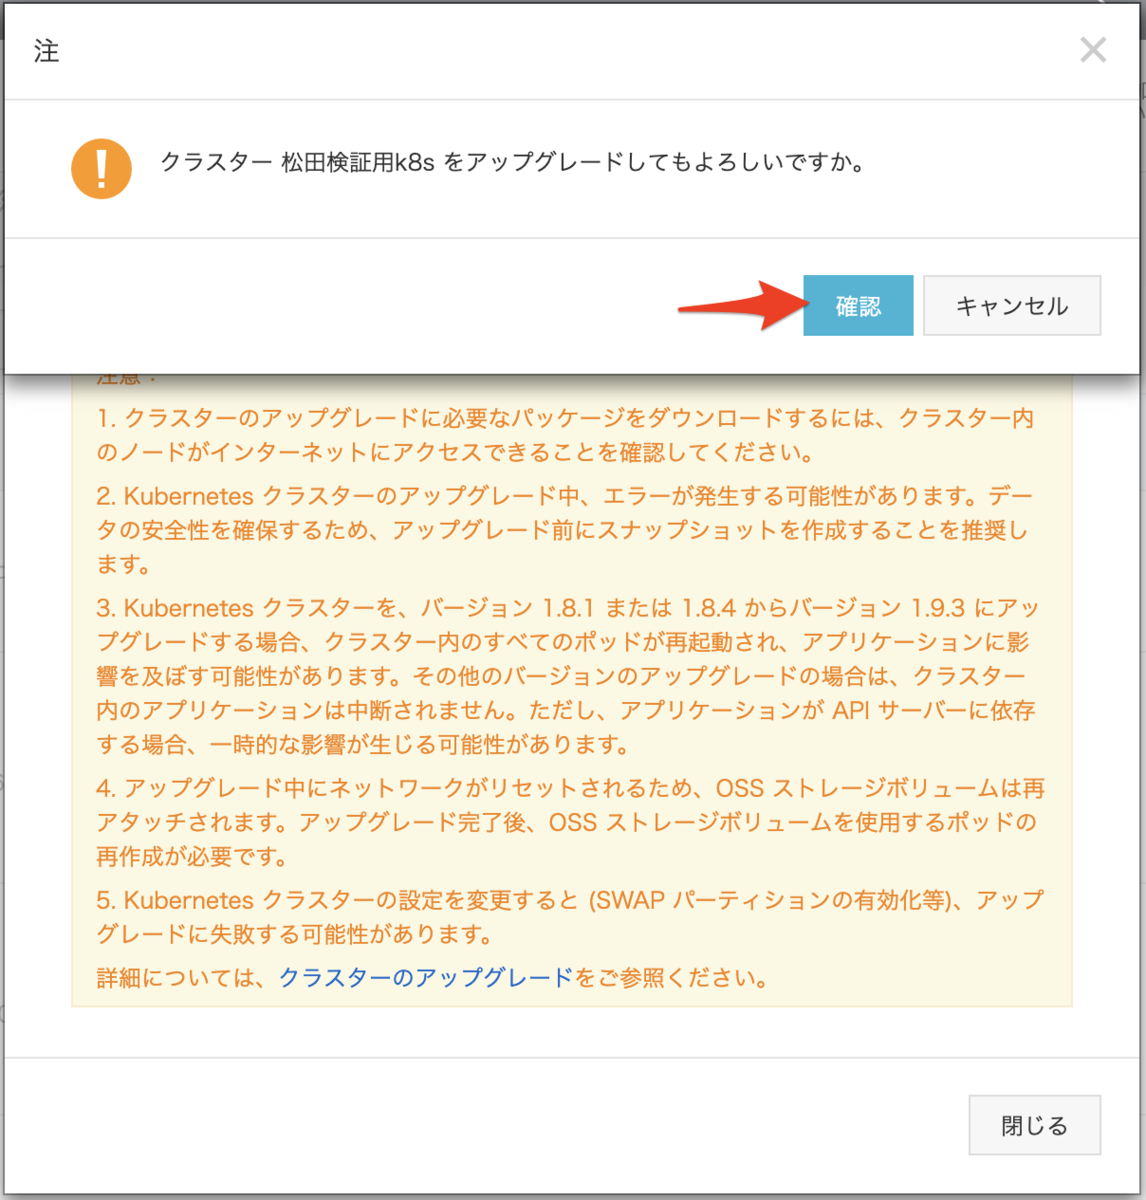 注
クラスター 松田検証用k8s をアップグレードしてもよろしいですか。
確認
キャンセル
注意：
1. クラスターのアップグレードに必要なパッケージをダウンロードするには、クラスター内
のノードがインターネットにアクセスできることを確認してください。
2. Kubernetes クラスターのアップグレード中、エラーが発生する可能性があります。デー
タの安全性を確保するため、アップグレード前にスナップショットを作成することを推奨し
ます。
3. Kubernetes クラスターを、バージョン 1.8.1 または 1.8.4 からバージョン 1.9.3 にアッ
プグレードする場合、クラスター内のすべてのポッドが再起動され、アプリケーションに影
響を及ぼす可能性があります。その他のバージョンのアップグレードの場合は、クラスター
内のアプリケーションは中断されません。ただし、アプリケーションが API サーバーに依存
する場合、一時的な影響が生じる可能性があります。
4. アップグレード中にネットワークがリセットされるため、OSS ストレージボリュームは再
アタッチされます。アップグレード完了後、OSS ストレージボリュームを使用するポッドの
再作成が必要です。
5. Kubernetes クラスターの設定を変更すると (SWAP パーティションの有効化等)、アップ
グレードに失敗する可能性があります。
詳細については、クラスターのアップグレードをご参照ください。
閉じる